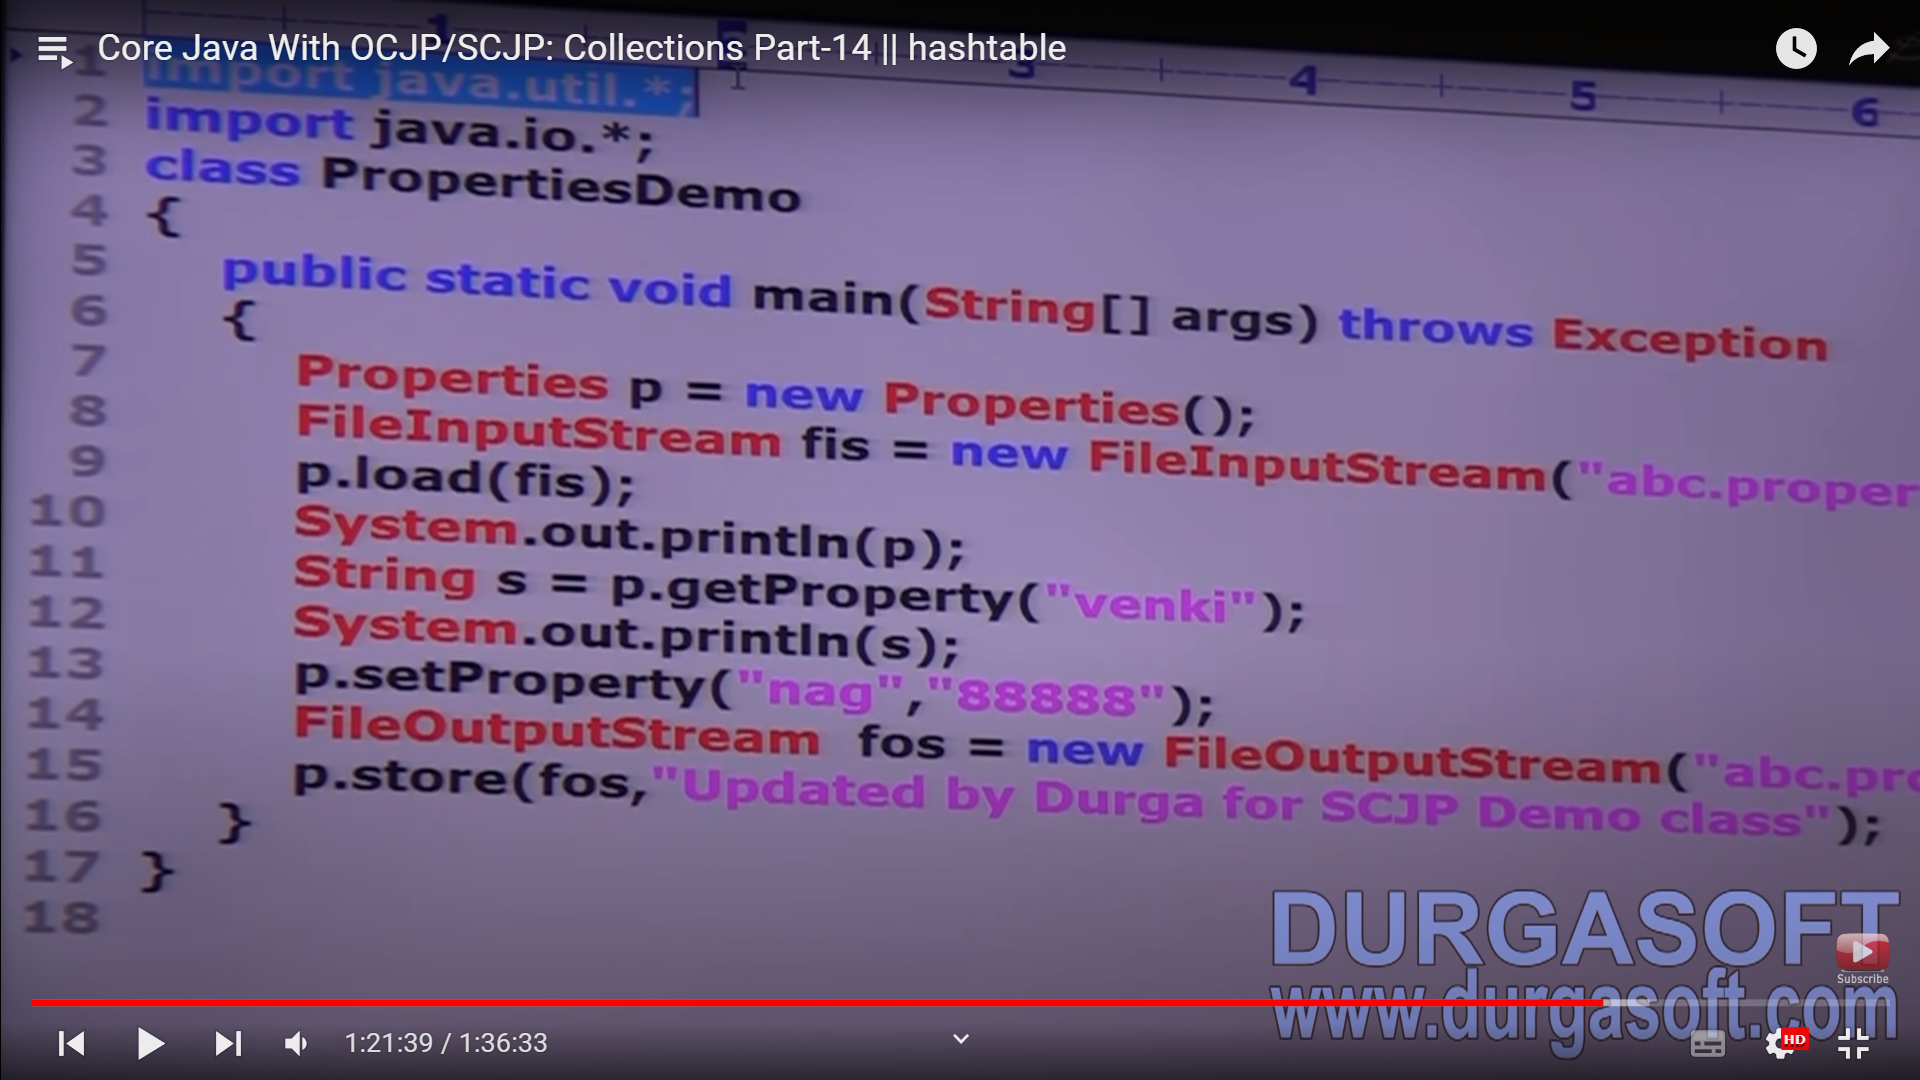 Core Java With OCJP/SCJP: Collections Part-14 || hashtable
1 2 3 4 5 6
1 import java.util.*;
2 import java.io.*;
3 class PropertiesDemo
4 {
5 public static void main(String[] args) throws Exception
6 {
7 Properties p = new Properties();
8 FileInputStream fis = new FileInputStream("abc.proper
9 p.load(fis);
10 System.out.println(p);
11 String s = p.getProperty("venki");
12 System.out.println(s);
13 p.setProperty("nag","88888");
14 FileOutputStream fos = new FileOutputStream("abc.pro
15 p.store(fos,"Updated by Durga for SCJP Demo class");
16 }
17 }
18
DURGASOFT
www.durgasoft.com
Subscribe
1:21:39 / 1:36:33
HD